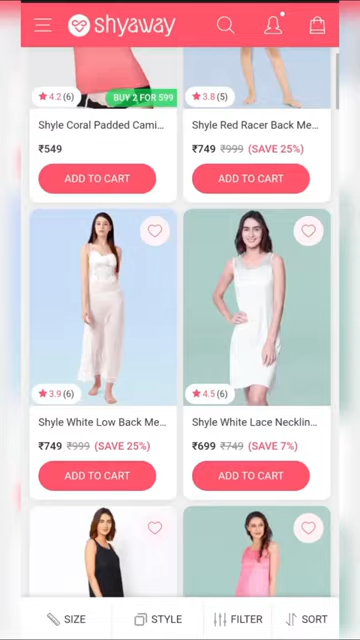 shyaway
4.2 (6)
BUY 2 FOR 599
3.8 (5)
Shyle Coral Padded Cami...
Shyle Red Racer Back Me...
₹549
₹749 ₹999 (SAVE 25%)
ADD TO CART
ADD TO CART
3.9 (6)
4.5 (6)
Shyle White Low Back Me...
Shyle White Lace Necklin...
₹749 ₹999 (SAVE 25%)
₹699 ₹749 (SAVE 7%)
ADD TO CART
ADD TO CART
SIZE
STYLE
FILTER
SORT